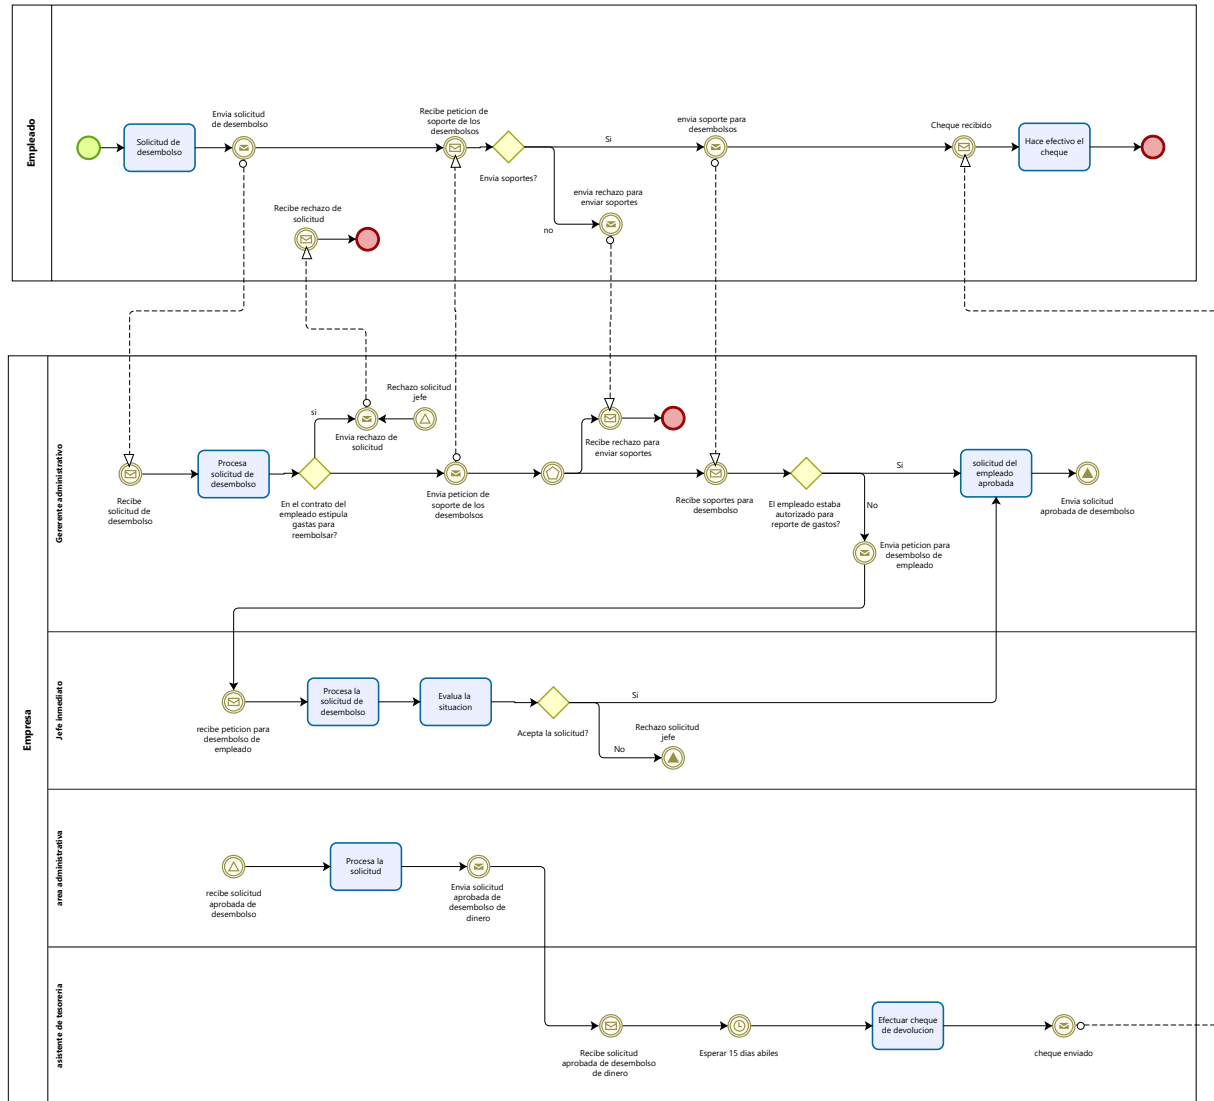 Empleado
Solicitud de
desembolso
Envia solicitud
de desembolso
Recibe peticion de
soporte de los
desembolsos
Envia soportes?
Si
no
envia rechazo para
enviar soportes
envia soporte para
desembolsos
Cheque recibido
Hace efectivo el
cheque
Recibe rechazo de
solicitud
Empresa
Gererente administrativo
Recibe
solicitud de
desembolso
Procesa
solicitud de
desembolso
si
En el contrato del
empleado estipula
gastas para
reembolsar?
Rechazo solicitud
jefe
Envia rechazo de
solicitud
Envia peticion de
soporte de los
desembolsos
Recibe rechazo para
enviar soportes
Recibe soportes para
desembolso
El empleado estaba
autorizado para
reporte de gastos?
Si
No
Envia peticion para
desembolso de
empleado
solicitud del
empleado
aprobada
Envia solicitud
aprobada de desembolso
Jefe inmediato
recibe peticion para
desembolso de
empleado
Procesa la
solicitud de
desembolso
Evalua la
situacion
Acepta la solicitud?
Si
No
Rechazo solicitud
jefe
area administrativa
recibe solicitud
aprobada de
desembolso
Procesa la
solicitud
Envia solicitud
aprobada de
desembolso de
dinero
asistente de tesoreria
Recibe solicitud
aprobada de desembolso
de dinero
Esperar 15 dias abiles
Efectuar cheque
de devolucion
cheque enviado